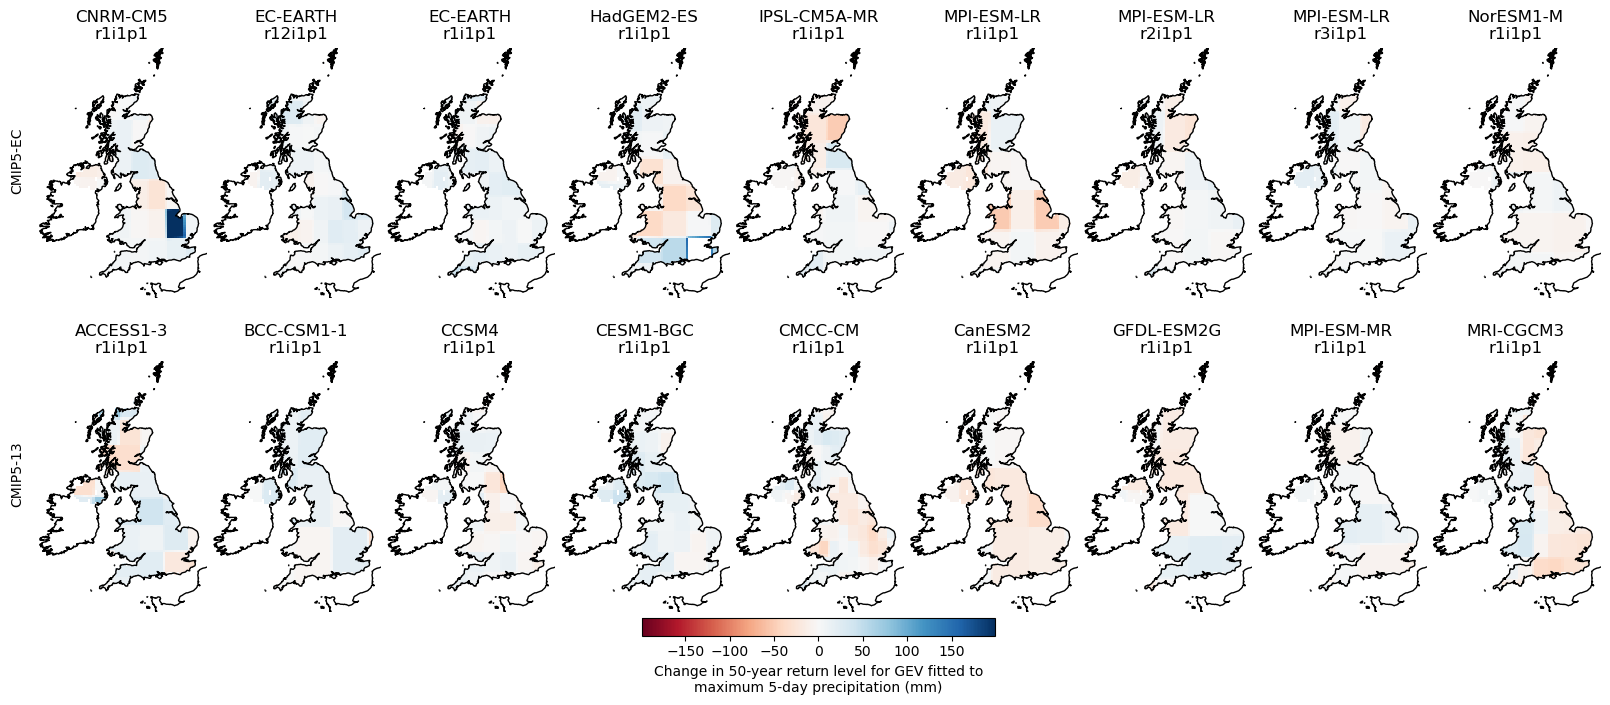 CNRM-CM5
r1i1p1
EC-EARTH
r12i1p1
EC-EARTH
r1i1p1
HadGEM2-ES
r1i1p1
IPSL-CM5A-MR
r1i1p1
MPI-ESM-LR
r1i1p1
MPI-ESM-LR
r2i1p1
MPI-ESM-LR
r3i1p1
NorESM1-M
r1i1p1
CMIP5-EC
ACCESS1-3
r1i1p1
BCC-CSM1-1
r1i1p1
CCSM4
r1i1p1
CESM1-BGC
r1i1p1
CMCC-CM
r1i1p1
CanESM2
r1i1p1
GFDL-ESM2G
r1i1p1
MPI-ESM-MR
r1i1p1
MRI-CGCM3
r1i1p1
CMIP5-13
−150 −100 −50 0 50 100 150
Change in 50-year return level for GEV fitted to
maximum 5-day precipitation (mm)